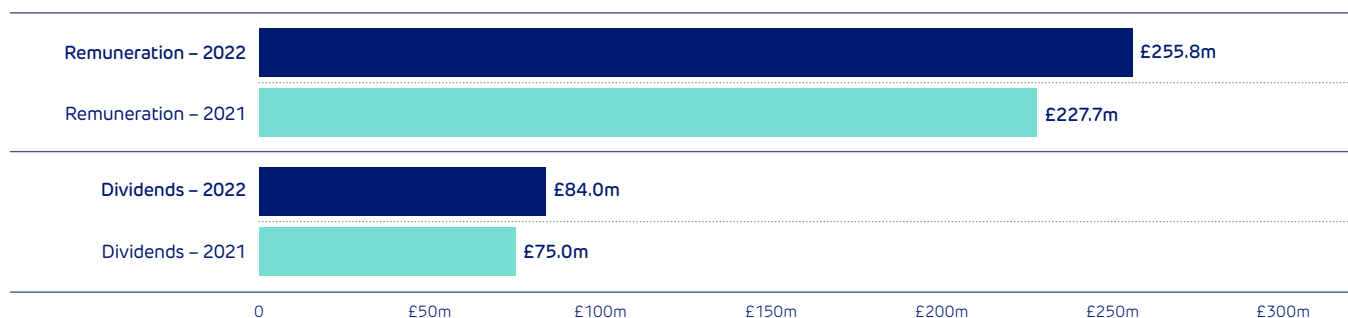 Remuneration – 2022 £255.8m
Remuneration – 2021 £227.7m
Dividends – 2022 £84.0m
Dividends – 2021 £75.0m
0 £50m £100m £150m £200m £250m £300m